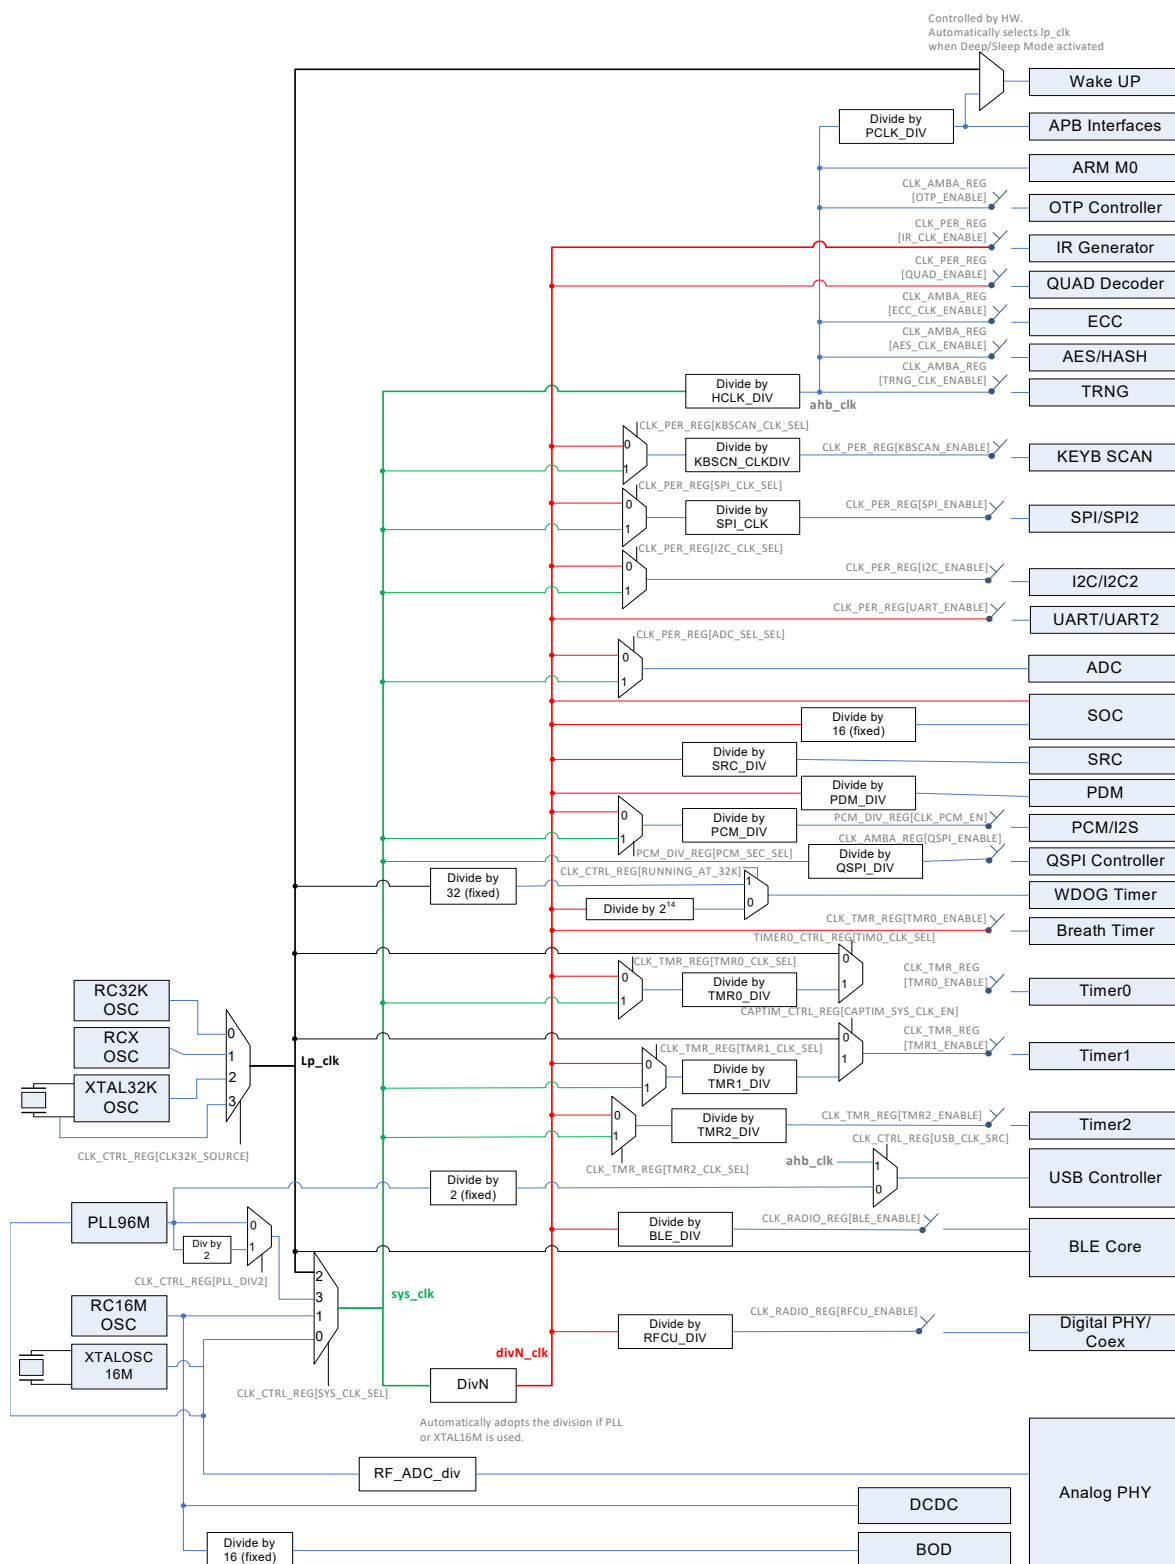 Controlled by HW.
Automatically selects lp_clk
when Deep/Sleep Mode activated
Wake UP
Divide by
PCLK_DIV
APB Interfaces
ARM M0
CLK_AMBA_REG
[OTP_ENABLE]
OTP Controller
CLK_PER_REG
[IR_CLK_ENABLE]
IR Generator
CLK_PER_REG
[QUAD_ENABLE]
QUAD Decoder
CLK_AMBA_REG
[ECC_CLK_ENABLE]
ECC
CLK_AMBA_REG
[AES_CLK_ENABLE]
AES/HASH
CLK_AMBA_REG
[TRNG_CLK_ENABLE]
TRNG
Divide by
HCLK_DIV
ahb_clk
CLK_PER_REG[KBSCAN_CLK_SEL]
0
1
Divide by
KBSCN_CLKDIV
CLK_PER_REG[KBSCAN_ENABLE]
KEYB SCAN
CLK_PER_REG[SPI_CLK_SEL]
0
1
Divide by
SPI_CLK
CLK_PER_REG[SPI_ENABLE]
SPI/SPI2
CLK_PER_REG[I2C_CLK_SEL]
0
1
CLK_PER_REG[I2C_ENABLE]
I2C/I2C2
CLK_PER_REG[UART_ENABLE]
UART/UART2
CLK_PER_REG[ADC_SEL_SEL]
0
1
ADC
SOC
Divide by
16 (fixed)
Divide by
SRC_DIV
SRC
Divide by
PDM_DIV
PDM
0
1
Divide by
PCM_DIV
PCM_DIV_REG[CLK_PCM_EN]
PCM/I2S
PCM_DIV_REG[PCM_SEC_SEL]
CLK_AMBA_REG[QSPI_ENABLE]
Divide by
QSPI_DIV
QSPI Controller
Divide by
32 (fixed)
CLK_CTRL_REG[RUNNING_AT_32K]
1
0
WDOG Timer
Divide by 2¹⁴
CLK_TMR_REG[TMR0_ENABLE]
Breath Timer
TIMER0_CTRL_REG[TIM0_CLK_SEL]
0
1
CLK_TMR_REG[TMR0_CLK_SEL]
0
1
Divide by
TMR0_DIV
CLK_TMR_REG
[TMR0_ENABLE]
Timer0
CAPTIM_CTRL_REG[CAPTIM_SYS_CLK_EN]
0
1
CLK_TMR_REG
[TMR1_ENABLE]
Timer1
CLK_TMR_REG[TMR1_CLK_SEL]
0
1
Divide by
TMR1_DIV
RC32K
OSC
RCX
OSC
XTAL32K
OSC
0
1
2
3
Lp_clk
CLK_CTRL_REG[CLK32K_SOURCE]
0
1
Divide by
TMR2_DIV
CLK_TMR_REG[TMR2_ENABLE]
Timer2
CLK_TMR_REG[TMR2_CLK_SEL]
CLK_CTRL_REG[USB_CLK_SRC]
ahb_clk
1
0
USB Controller
Divide by
2 (fixed)
PLL96M
Div by
2
0
1
CLK_CTRL_REG[PLL_DIV2]
Divide by
BLE_DIV
CLK_RADIO_REG[BLE_ENABLE]
BLE Core
2
3
1
0
sys_clk
RC16M
OSC
XTALOSC
16M
CLK_CTRL_REG[SYS_CLK_SEL]
Divide by
RFCU_DIV
CLK_RADIO_REG[RFCU_ENABLE]
Digital PHY/
Coex
divN_clk
DivN
Automatically adopts the division if PLL
or XTAL16M is used.
RF_ADC_div
Analog PHY
DCDC
Divide by
16 (fixed)
BOD